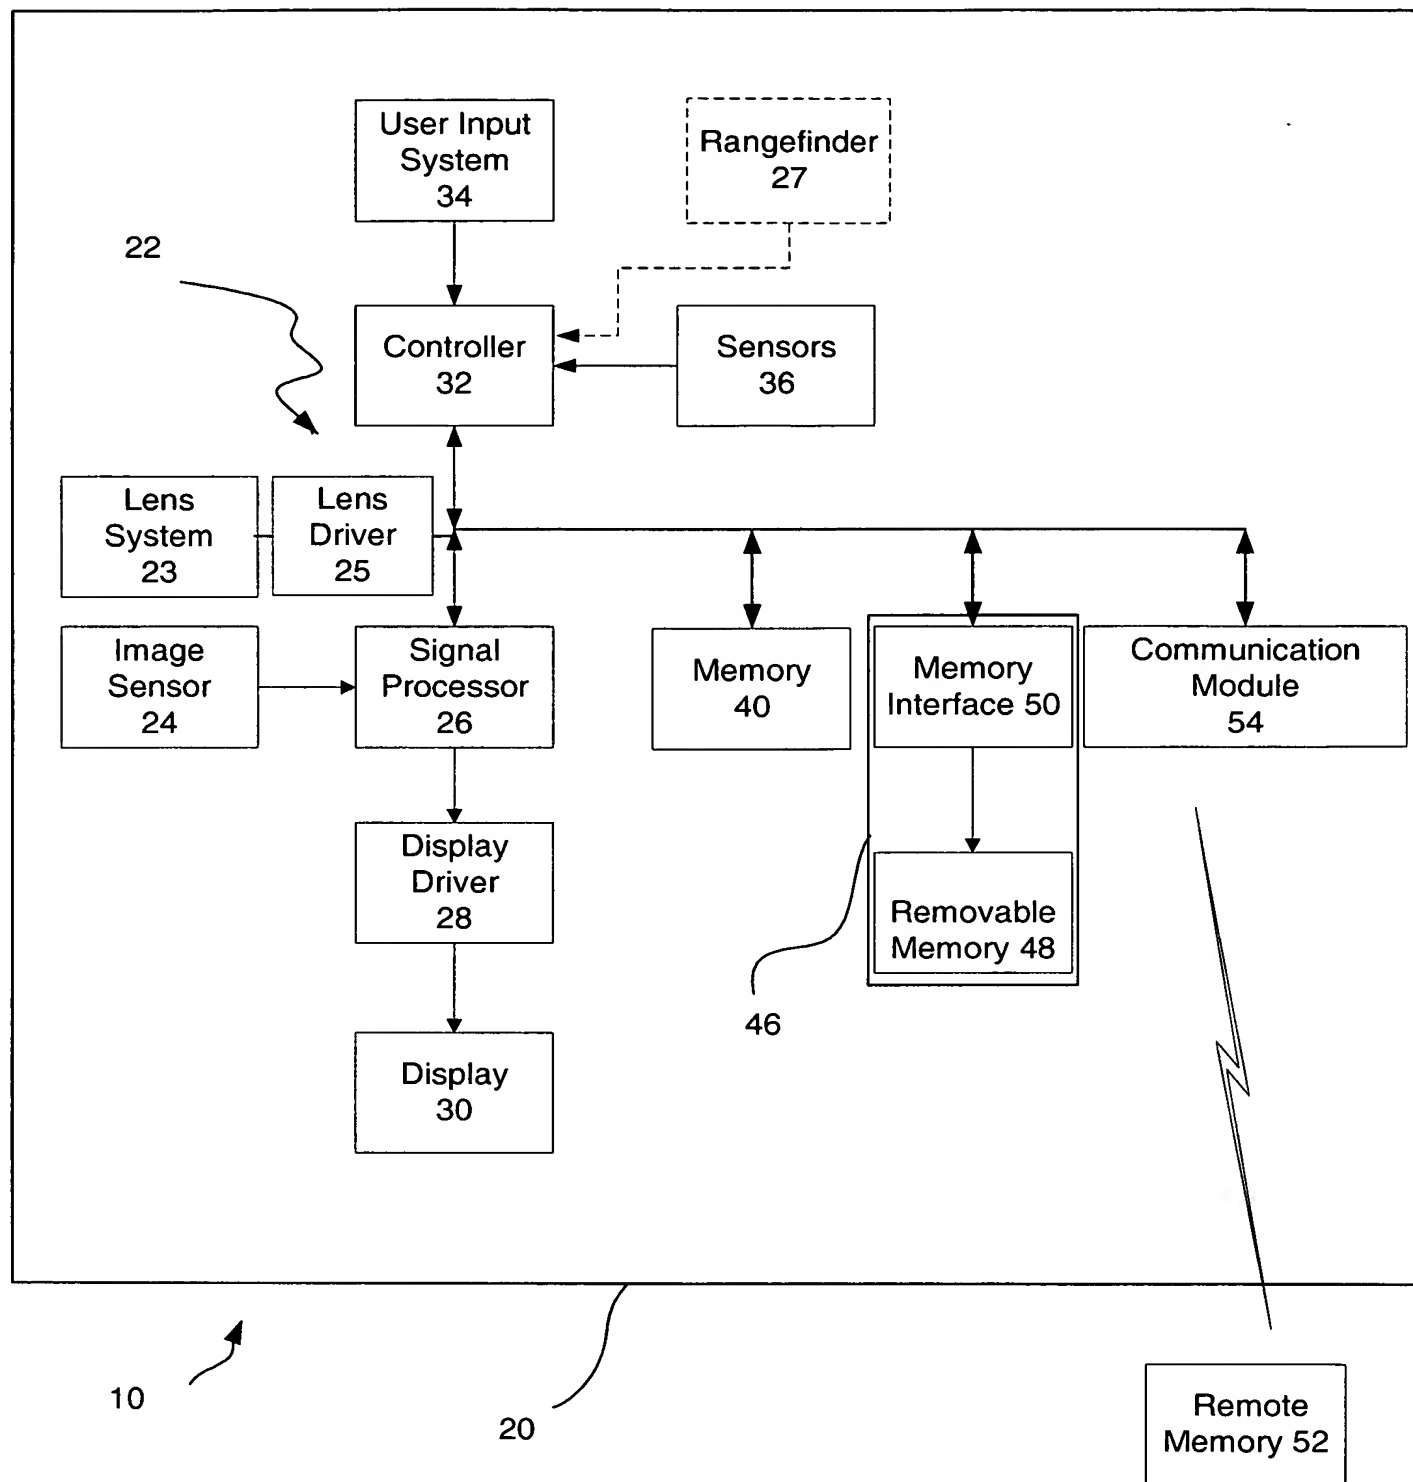 User Input
System
34
Rangefinder
27
22
Controller
32
Sensors
36
Lens
System
23
Lens
Driver
25
Image
Sensor
24
Signal
Processor
26
Memory
40
Memory
Interface 50
Communication
Module
54
Display
Driver
28
Removable
Memory 48
46
Display
30
10
20
Remote
Memory 52